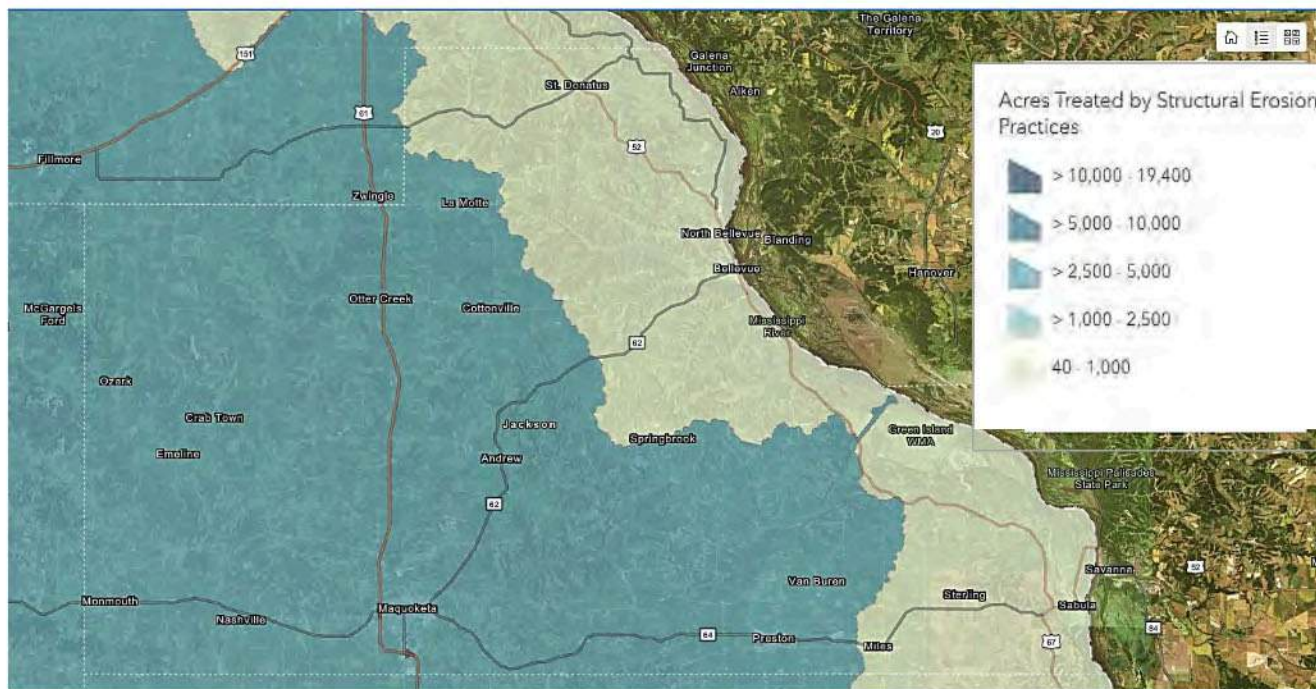 The Galena
Territory
151
Galena
Junction
St. Donatus
Aiken
61
20
52
Fillmore
Zwingle
La Motte
North Bellevue
Blanding
Bellevue
Hanover
McGargels
Ford
Otter Creek
Cottonville
Mississippi
River
62
Ozark
Crab Town
Jackson
Green Island
WMA
Springbrook
Emeline
Andrew
Mississippi Palisades
State Park
62
Savanna
52
Van Buren
Sterling
Sabula
Monmouth
Maquoketa
Nashville
84
64
Preston
Miles
67
Acres Treated by Structural Erosion
Practices
> 10,000 - 19,400
> 5,000 - 10,000
> 2,500 - 5,000
> 1,000 - 2,500
40 - 1,000